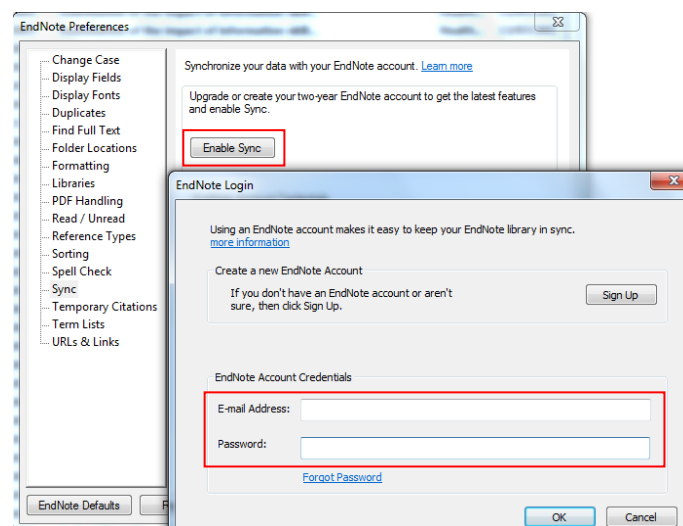 EndNote Preferences
Change Case
Display Fields
Display Fonts
Duplicates
Find Full Text
Folder Locations
Formatting
Libraries
PDF Handling
Read / Unread
Reference Types
Sorting
Spell Check
Sync
Temporary Citations
Term Lists
URLs & Links
EndNote Defaults
Synchronize your data with your EndNote account. Learn more
Upgrade or create your two-year EndNote account to get the latest features
and enable Sync.
Enable Sync
EndNote Login
Using an EndNote account makes it easy to keep your EndNote library in sync.
more information
Create a new EndNote Account
If you don't have an EndNote account or aren't
sure, then click Sign Up.
Sign Up
EndNote Account Credentials
E-mail Address:
Password:
Forgot Password
OK
Cancel